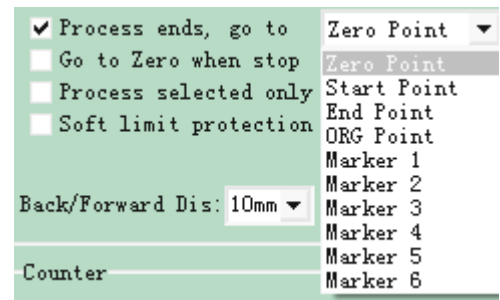 Process ends, go to
Zero Point
Go to Zero when stop
Process selected only
Soft limit protection
Back/Forward Dis: 10mm
Counter
Zero Point
Start Point
End Point
ORG Point
Marker 1
Marker 2
Marker 3
Marker 4
Marker 5
Marker 6